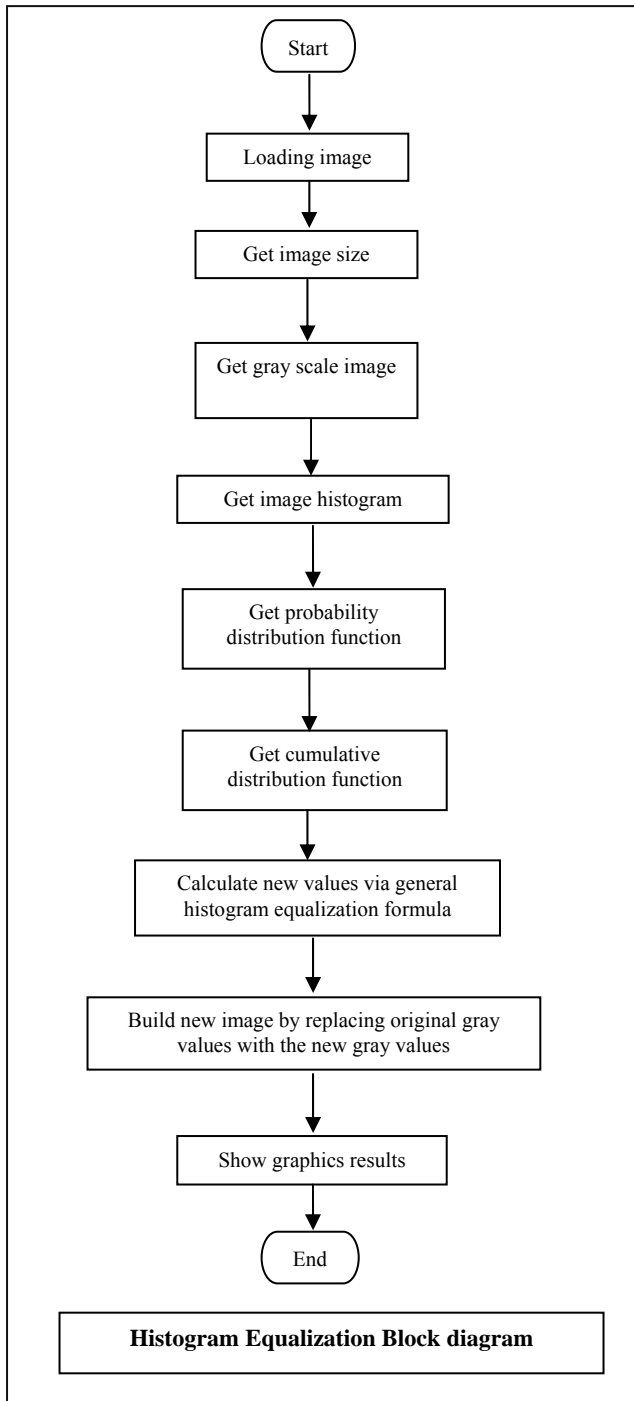 Start
Loading image
Get image size
Get gray scale image
Get image histogram
Get probability
distribution function
Get cumulative
distribution function
Calculate new values via general
histogram equalization formula
Build new image by replacing original gray
values with the new gray values
Show graphics results
End
Histogram Equalization Block diagram